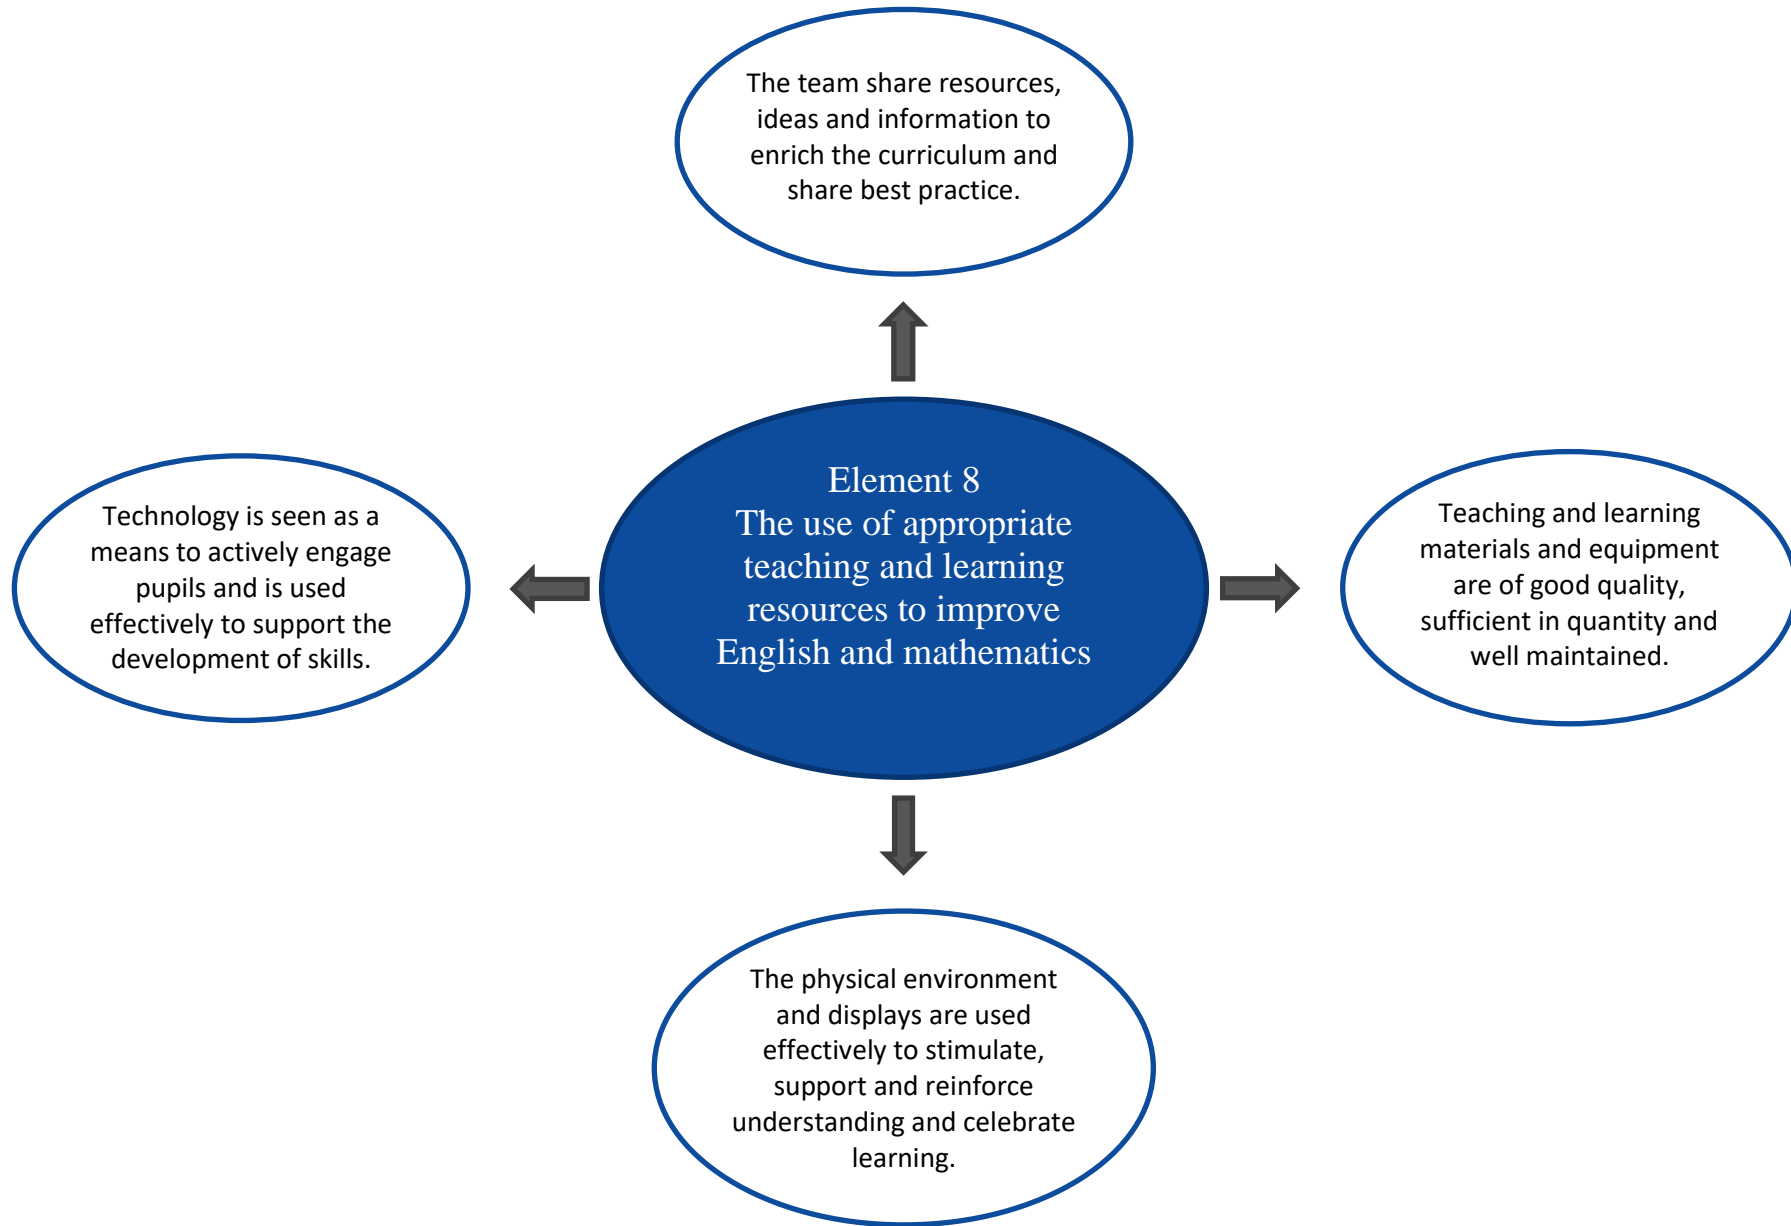 The team share resources,
ideas and information to
enrich the curriculum and
share best practice.
Element 8
The use of appropriate
teaching and learning
resources to improve
English and mathematics
Technology is seen as a
means to actively engage
pupils and is used
effectively to support the
development of skills.
Teaching and learning
materials and equipment
are of good quality,
sufficient in quantity and
well maintained.
The physical environment
and displays are used
effectively to stimulate,
support and reinforce
understanding and celebrate
learning.